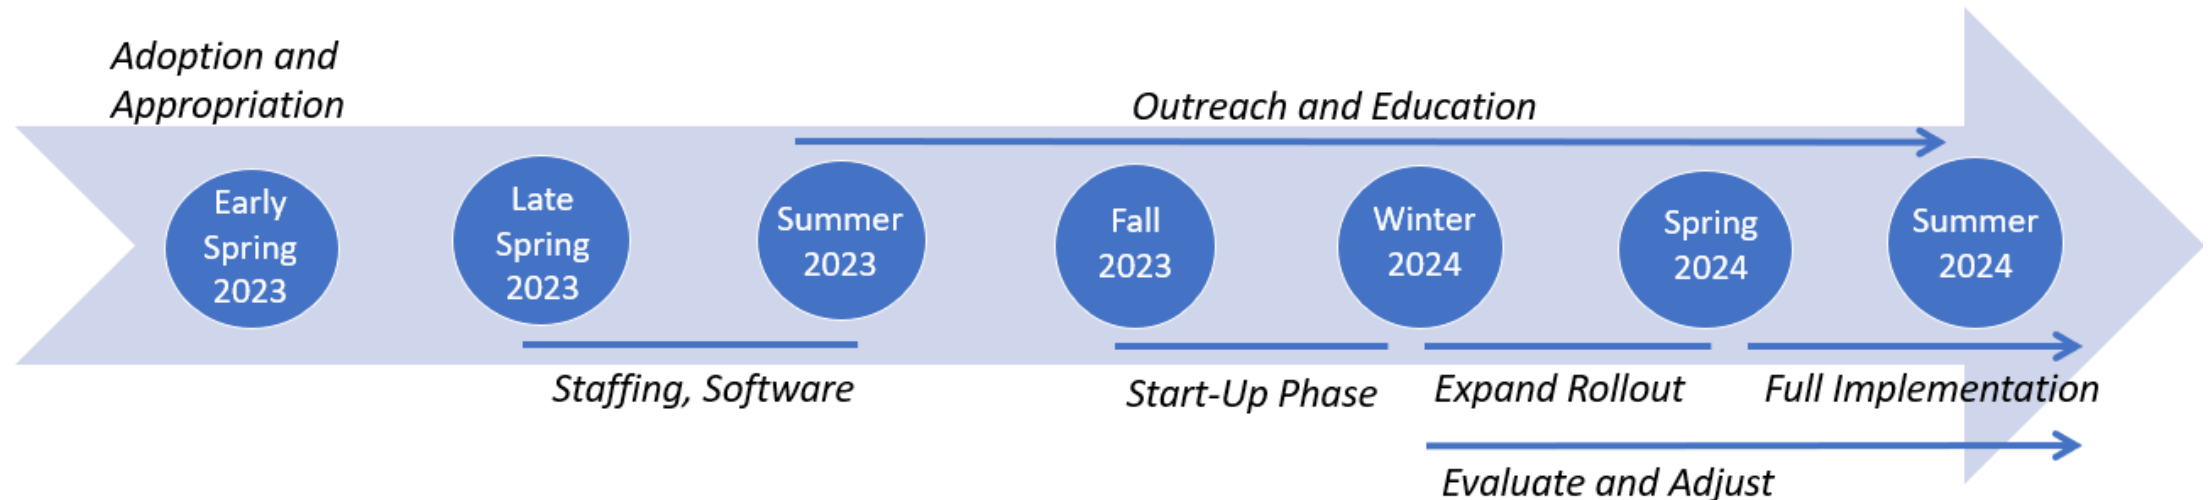 Adoption and
Appropriation
Outreach and Education
Early
Spring
2023
Late
Spring
2023
Summer
2023
Fall
2023
Winter
2024
Spring
2024
Summer
2024
Staffing, Software
Start-Up Phase
Expand Rollout
Full Implementation
Evaluate and Adjust